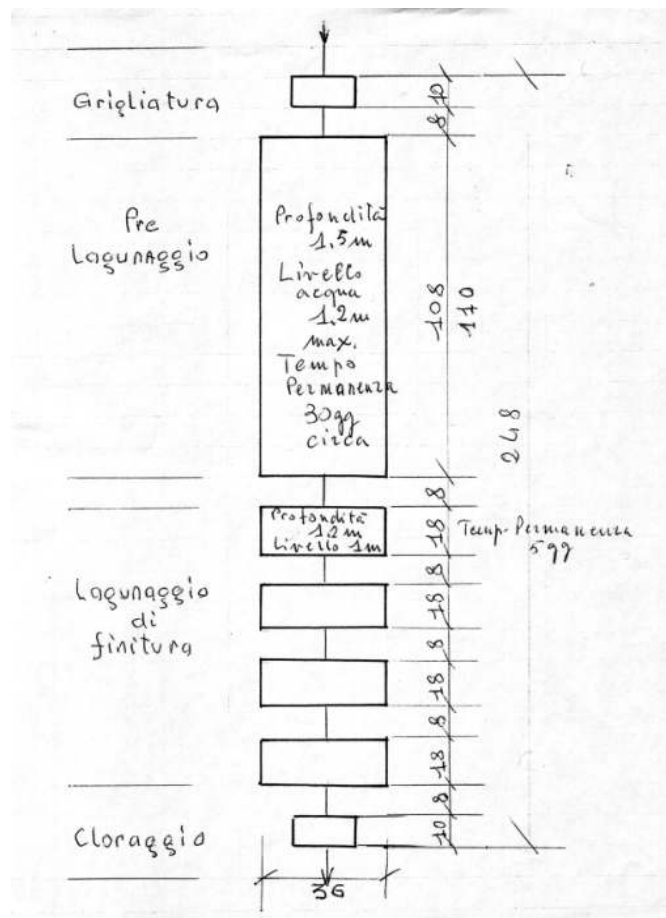 Grigliatura
10
8
Pre
Lagunaggio
Profondità
1.5m
Livello
acqua
1.2m
max.
Tempo
Permanenza
30gg
circa
108
170
248
8
Profondità
1.2m
Livello 1m
18
Temp. Permanenza
5gg
8
Lagunaggio
di
finitura
18
8
18
8
18
8
Cloraggio
10
36